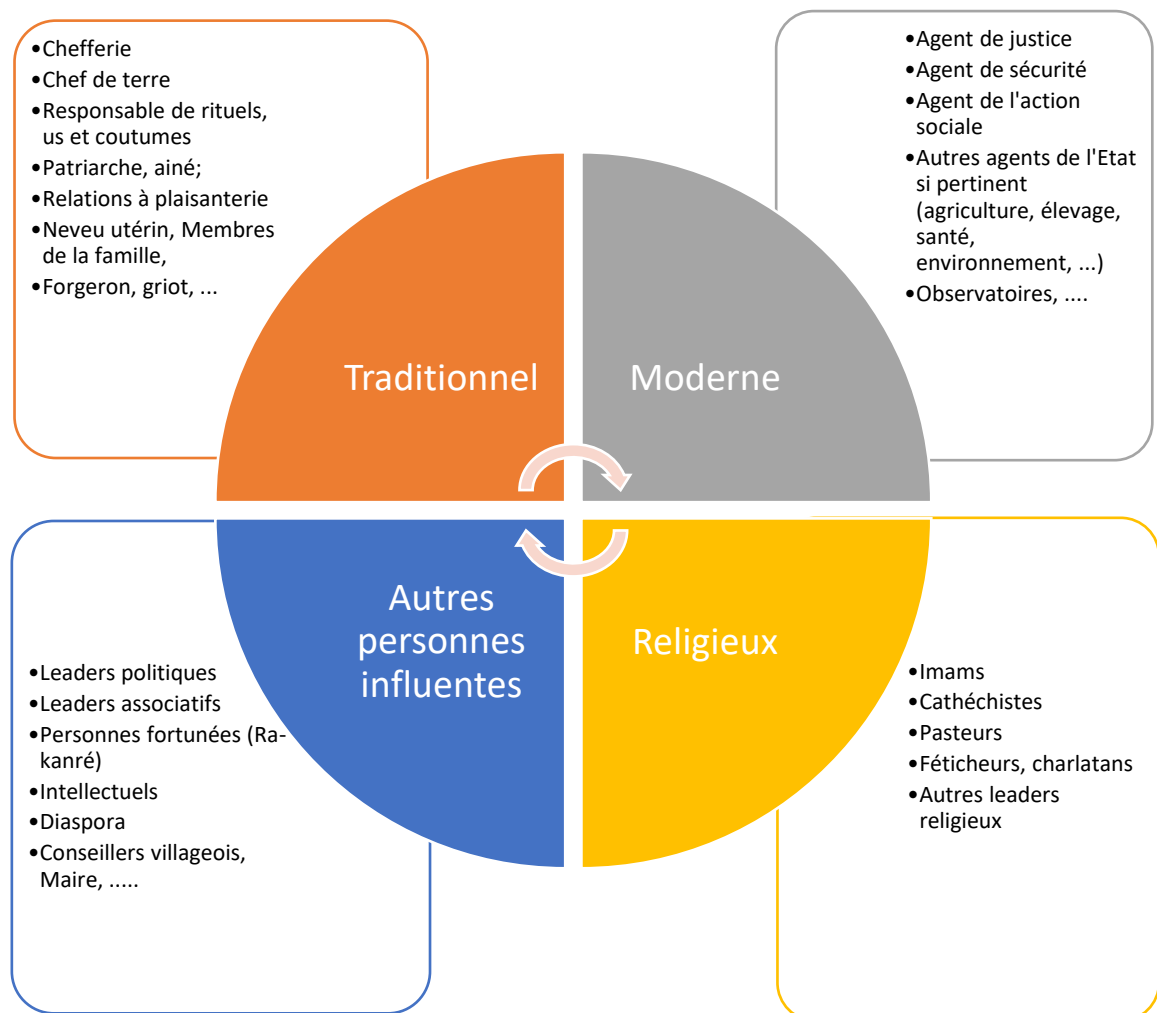 •Chefferie
•Chef de terre
•Responsable de rituels,
us et coutumes
•Patriarche, ainé;
•Relations à plaisanterie
•Neveu utérin, Membres
de la famille,
•Forgeron, griot, ...
•Agent de justice
•Agent de sécurité
•Agent de l'action
sociale
•Autres agents de l'Etat
si pertinent
(agriculture, élevage,
santé,
environnement, ...)
•Observatoires, ....
Traditionnel
Moderne
Autres
personnes
influentes
Religieux
•Leaders politiques
•Leaders associatifs
•Personnes fortunées (Ra-
kanré)
•Intellectuels
•Diaspora
•Conseillers villageois,
Maire, .....
•Imams
•Cathéchistes
•Pasteurs
•Féticheurs, charlatans
•Autres leaders
religieux